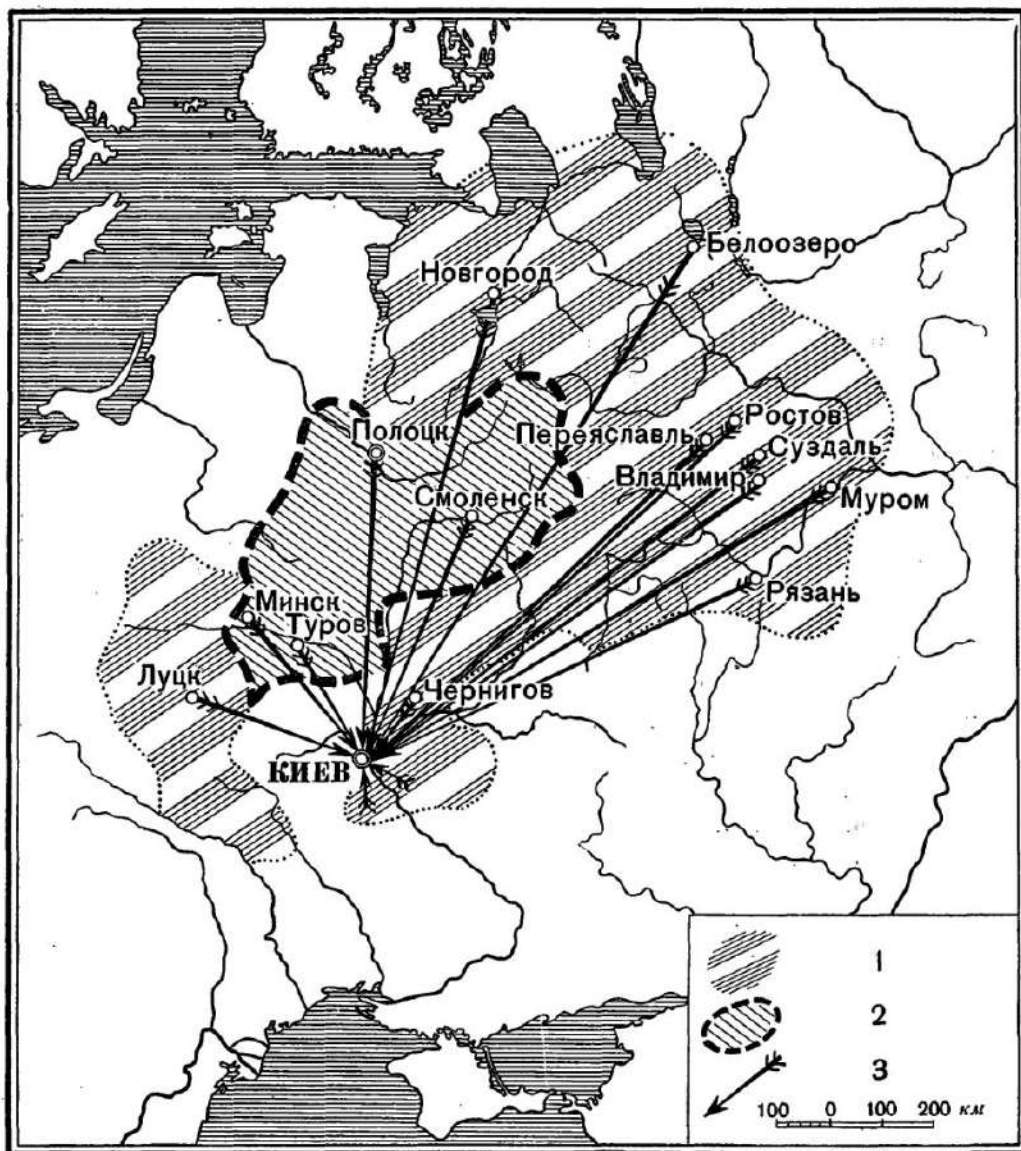 Белоозеро
Новгород
Полоцк
Переяславль
Ростов
Суздаль
Владимир
Смоленск
Муром
Рязань
Минск
Туров
Луцк
Чернигов
КИЕВ
1
2
3
100 0 100 200 км